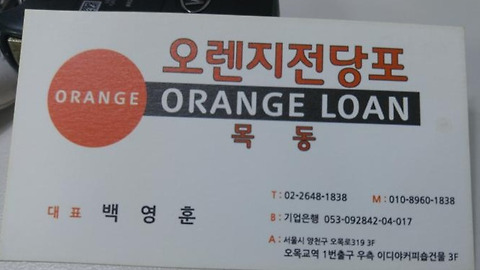 오렌지전당포
ORANGE
ORANGE LOAN
목 동
대 표 백 영 훈
T : 02-2648-1838 M : 010-8960-1838
B : 기업은행 053-092842-04-017
A : 서울시 양천구 오목로319 3F
오목교역 1번출구 우측 이디야커피숍건물 3F